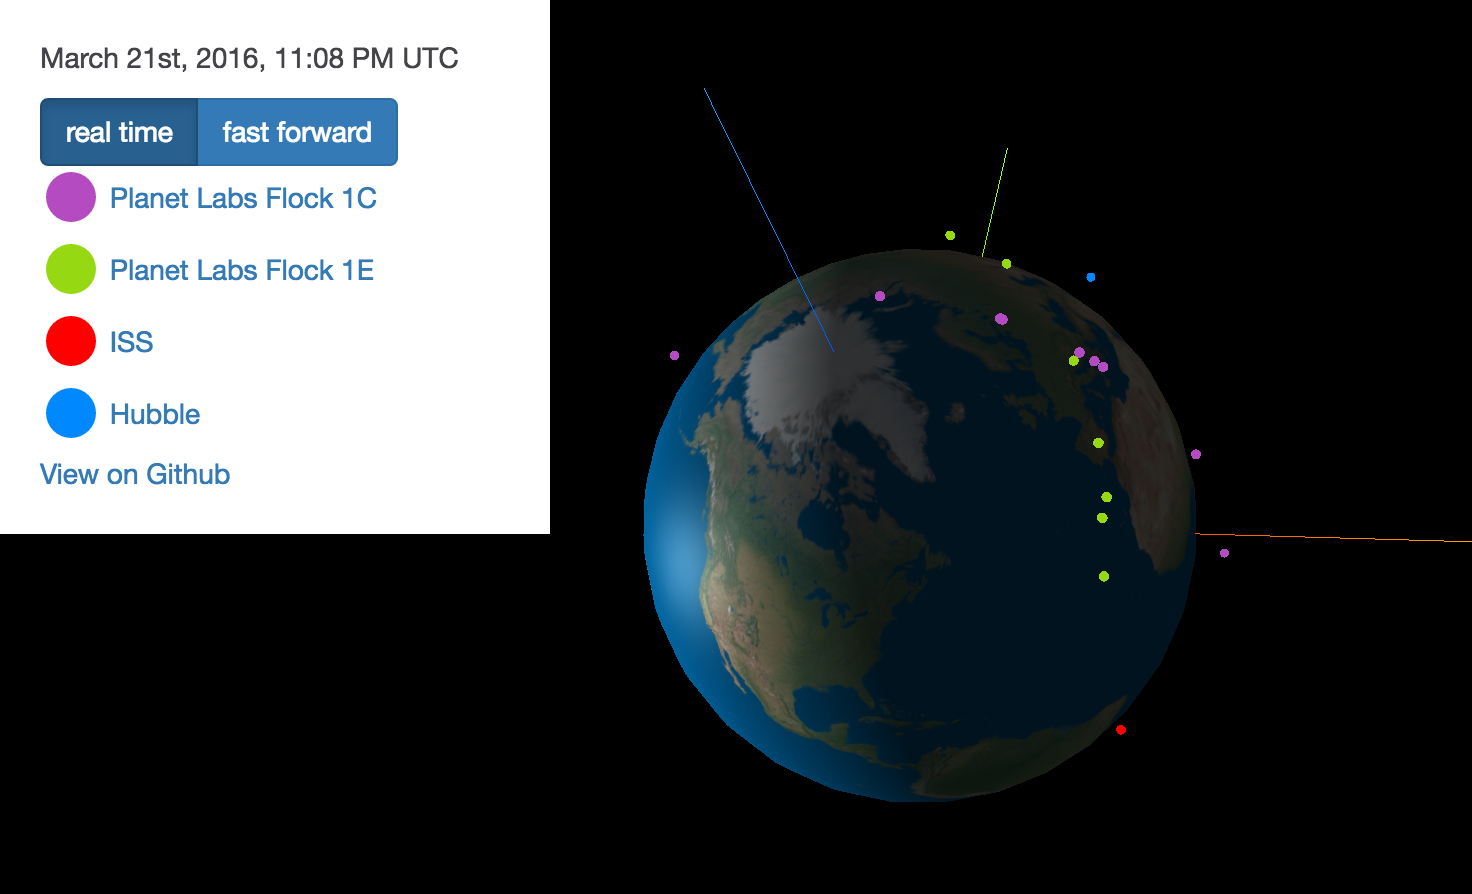 March 21st, 2016, 11:08 PM UTC
real time fast forward
Planet Labs Flock 1C
Planet Labs Flock 1E
ISS
Hubble
View on Github